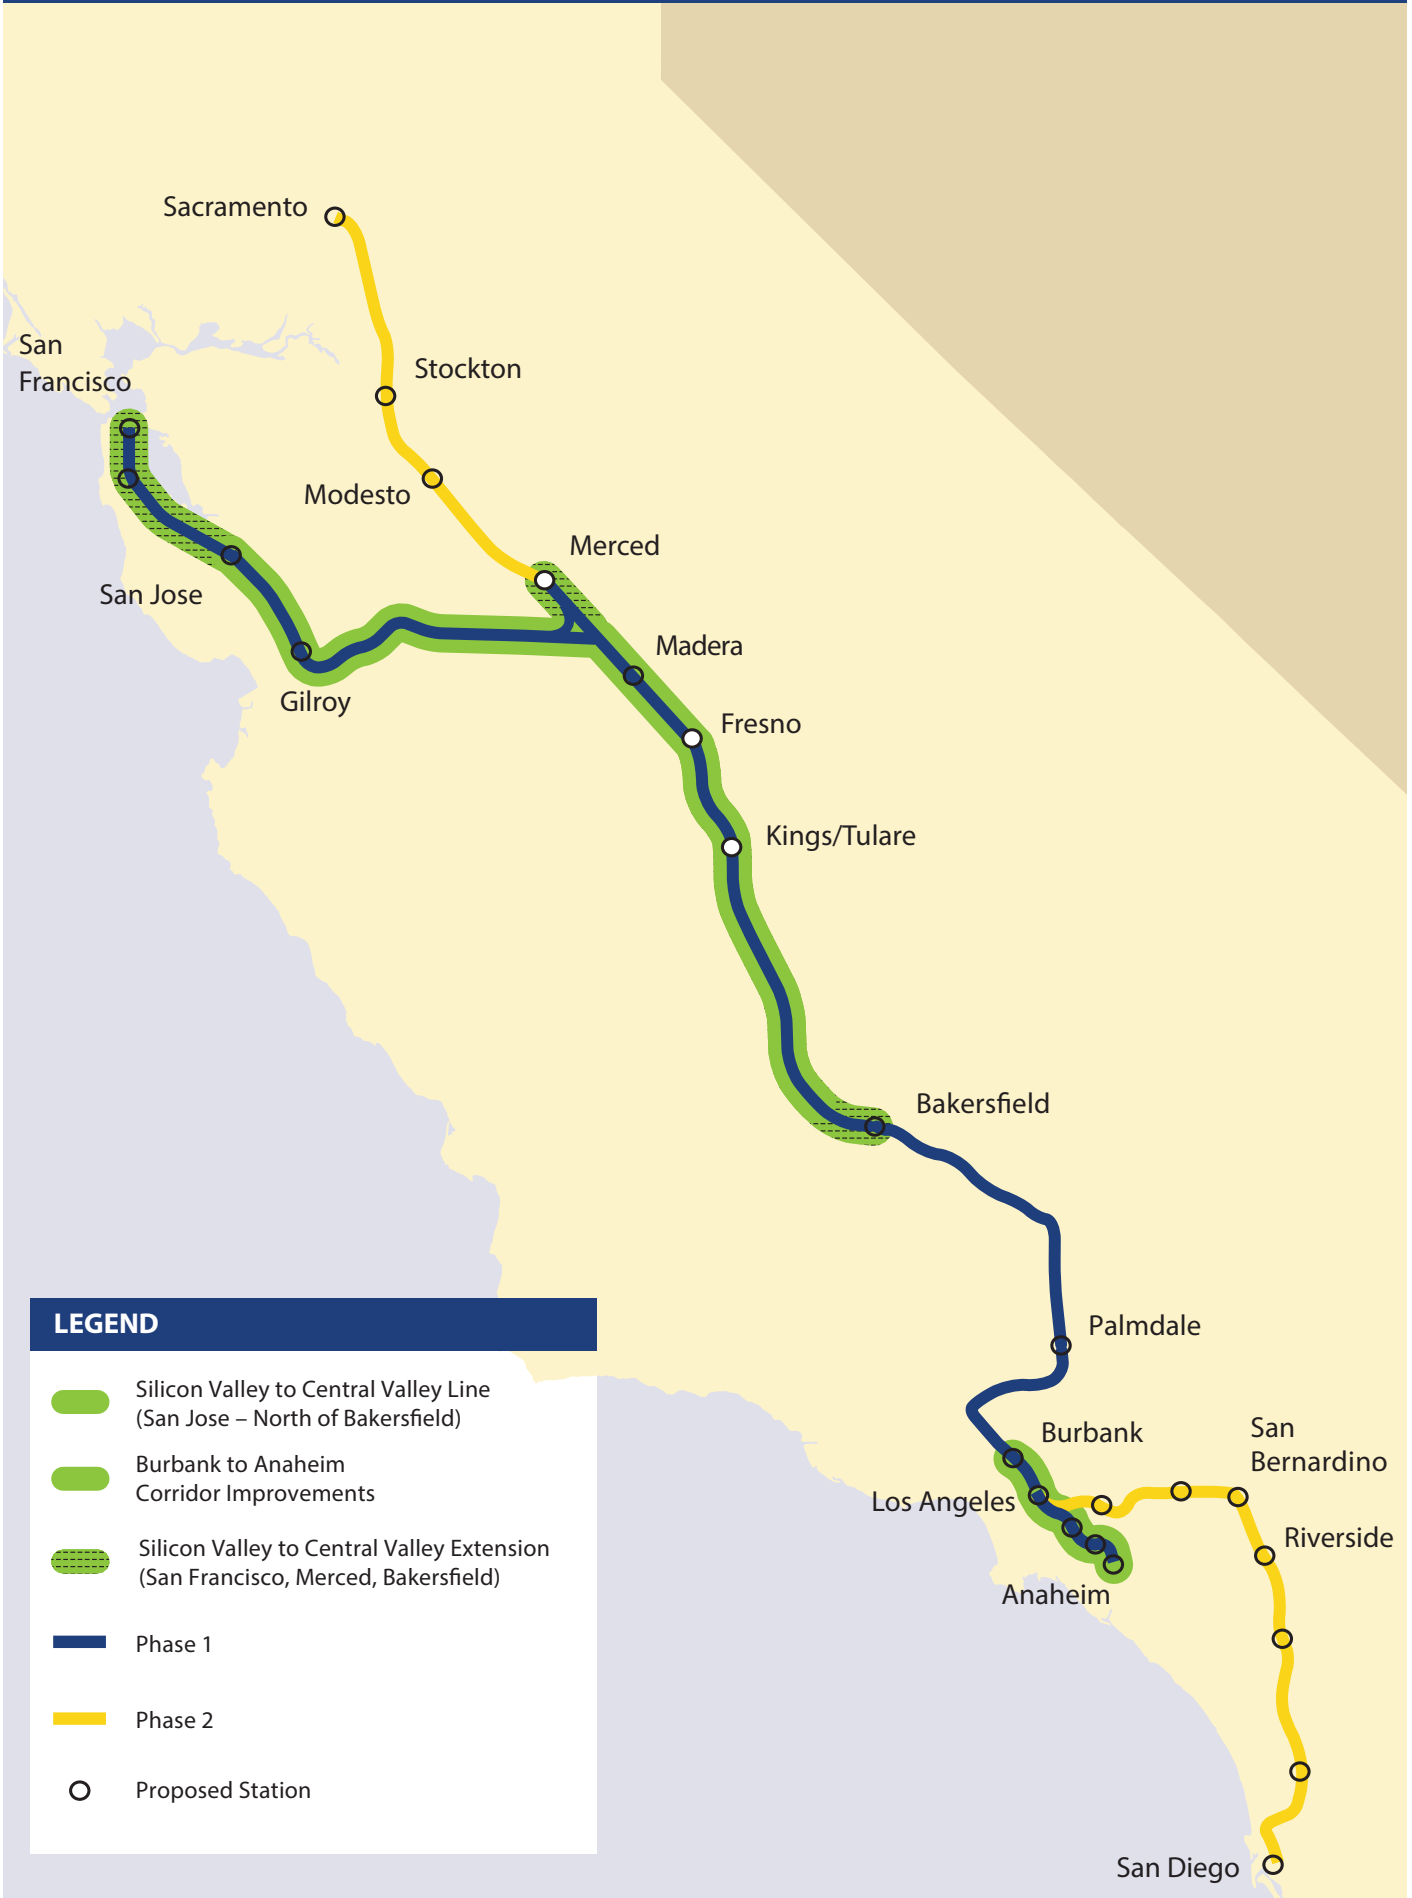 Sacramento
San
Francisco
Stockton
Modesto
Merced
San Jose
Madera
Gilroy
Fresno
Kings/Tulare
Bakersfield
Palmdale
Burbank
San
Bernardino
Los Angeles
Riverside
Anaheim
San Diego
LEGEND
Silicon Valley to Central Valley Line
(San Jose – North of Bakersfield)
Burbank to Anaheim
Corridor Improvements
Silicon Valley to Central Valley Extension
(San Francisco, Merced, Bakersfield)
Phase 1
Phase 2
Proposed Station